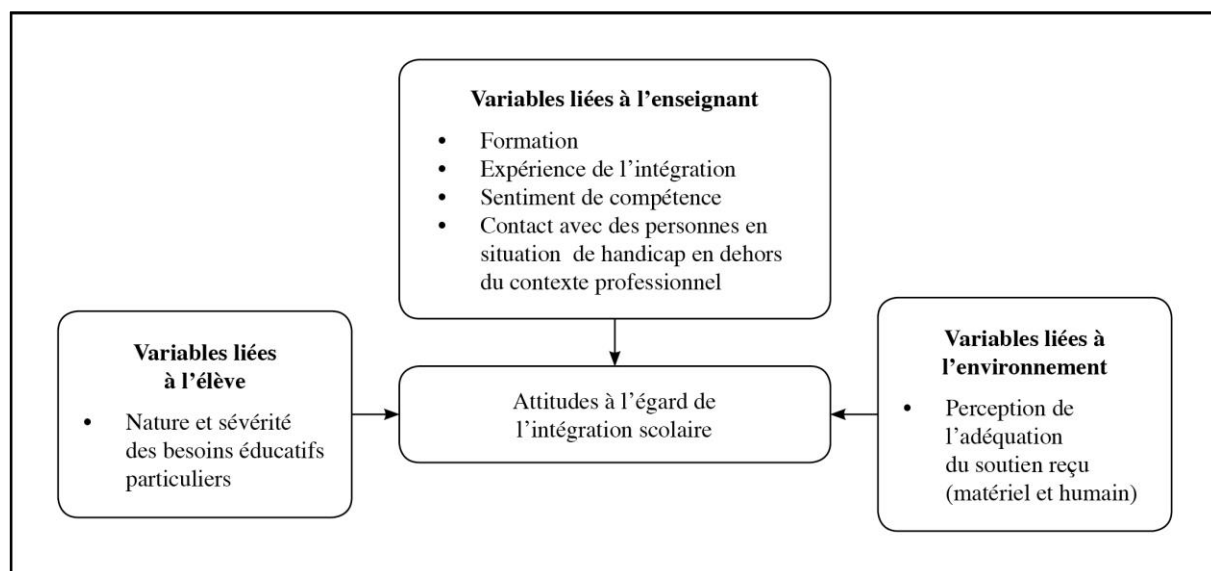 Variables liées à l’enseignant
• Formation
• Expérience de l’intégration
• Sentiment de compétence
• Contact avec des personnes en
situation de handicap en dehors
du contexte professionnel
Variables liées
à l’élève
• Nature et sévérité
des besoins éducatifs
particuliers
Attitudes à l’égard de
l’intégration scolaire
Variables liées à
l’environnement
• Perception de
l’adéquation
du soutien reçu
(matériel et humain)